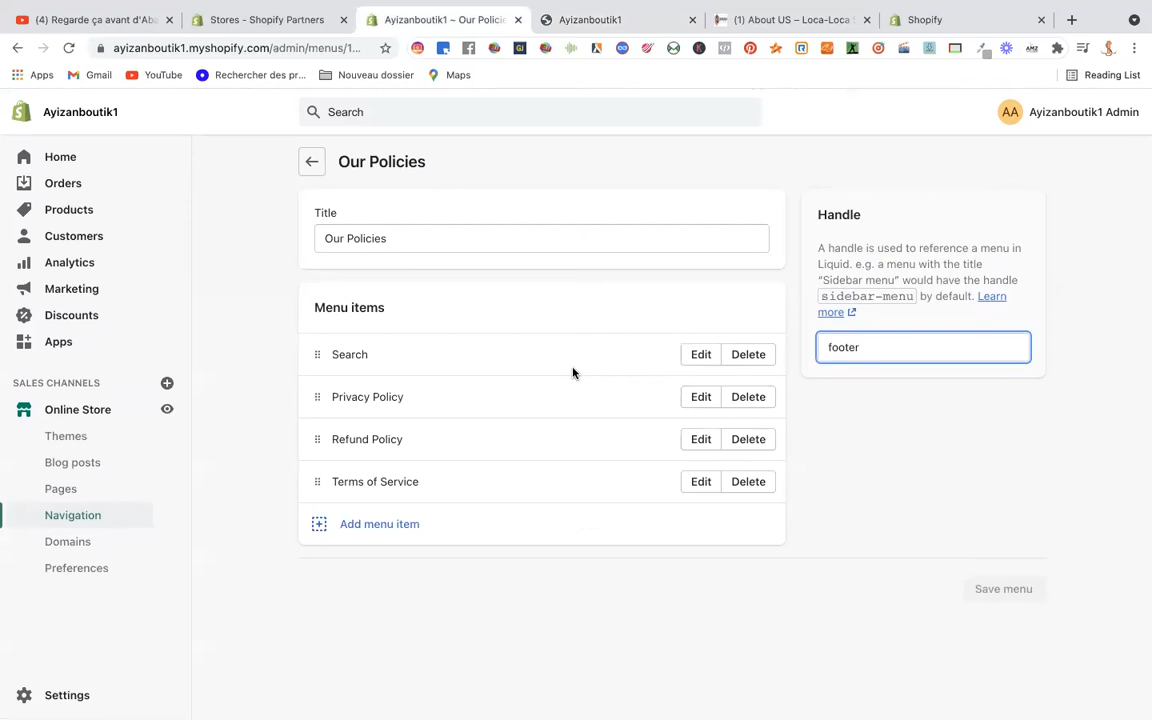 (4) Regarde ça avant d'Aba
Stores - Shopify Partners
Ayizanboutik1 ~ Our Policie
Ayizanboutik1
(1) About US – Loca-Loca S
Shopify
ayizanboutik1.myshopify.com/admin/menus/1...
Apps
Gmail
YouTube
Rechercher des pr...
Nouveau dossier
Maps
Reading List
Ayizanboutik1
Search
AA
Ayizanboutik1 Admin
Home
Orders
Products
Customers
Analytics
Marketing
Discounts
Apps
SALES CHANNELS
Online Store
Themes
Blog posts
Pages
Navigation
Domains
Preferences
Settings
Our Policies
Title
Our Policies
Menu items
Search Edit Delete
Privacy Policy Edit Delete
Refund Policy Edit Delete
Terms of Service Edit Delete
Add menu item
Handle
A handle is used to reference a menu in
Liquid. e.g. a menu with the title
“Sidebar menu” would have the handle
sidebar-menu by default. Learn
more
footer
Save menu